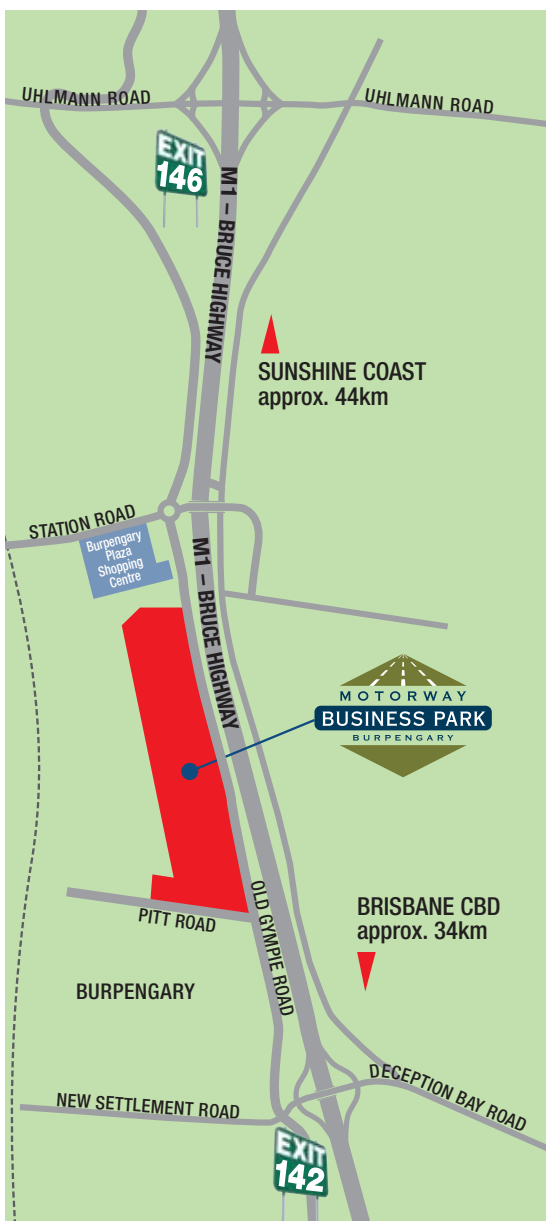 UHLMANN ROAD
UHLMANN ROAD
EXIT
146
M1 – BRUCE HIGHWAY
SUNSHINE COAST
approx. 44km
STATION ROAD
Burpengary
Plaza
Shopping
Centre
M1 – BRUCE HIGHWAY
MOTORWAY
BUSINESS PARK
BURPENGARY
OLD GYMPIE ROAD
PITT ROAD
BRISBANE CBD
approx. 34km
BURPENGARY
DECEPTION BAY ROAD
NEW SETTLEMENT ROAD
EXIT
142